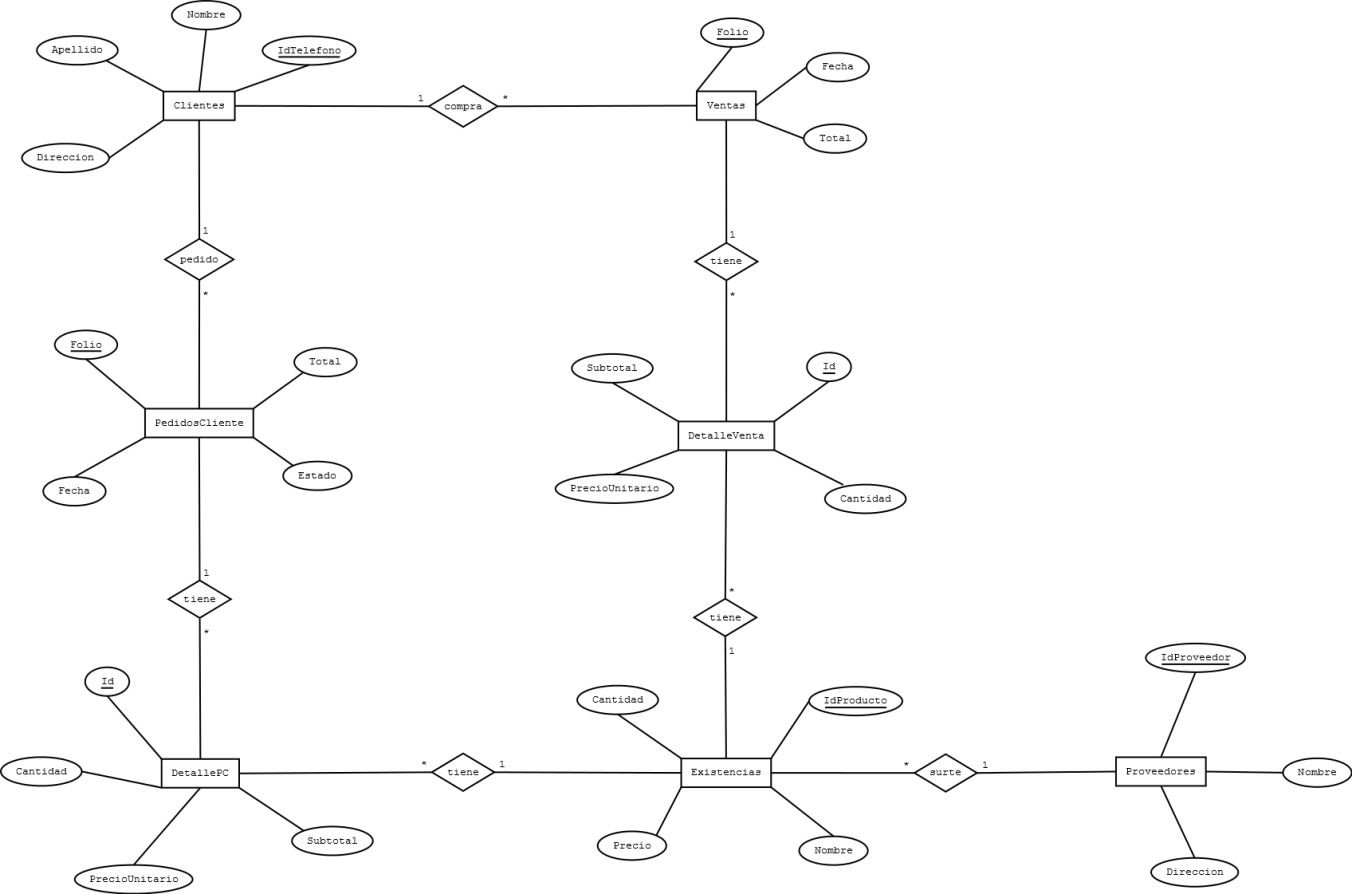 Nombre
Apellido
IdTelefono
Folio
Fecha
Clientes
1
compra
*
Ventas
Total
Direccion
1
pedido
*
1
tiene
*
Folio
Total
Subtotal
Id
PedidosCliente
DetalleVenta
Fecha
Estado
PrecioUnitario
Cantidad
1
tiene
*
*
tiene
1
IdProveedor
Id
Cantidad
IdProducto
Cantidad
DetallePC
*
tiene
1
Existencias
*
surte
1
Proveedores
Nombre
Subtotal
Precio
Nombre
PrecioUnitario
Direccion